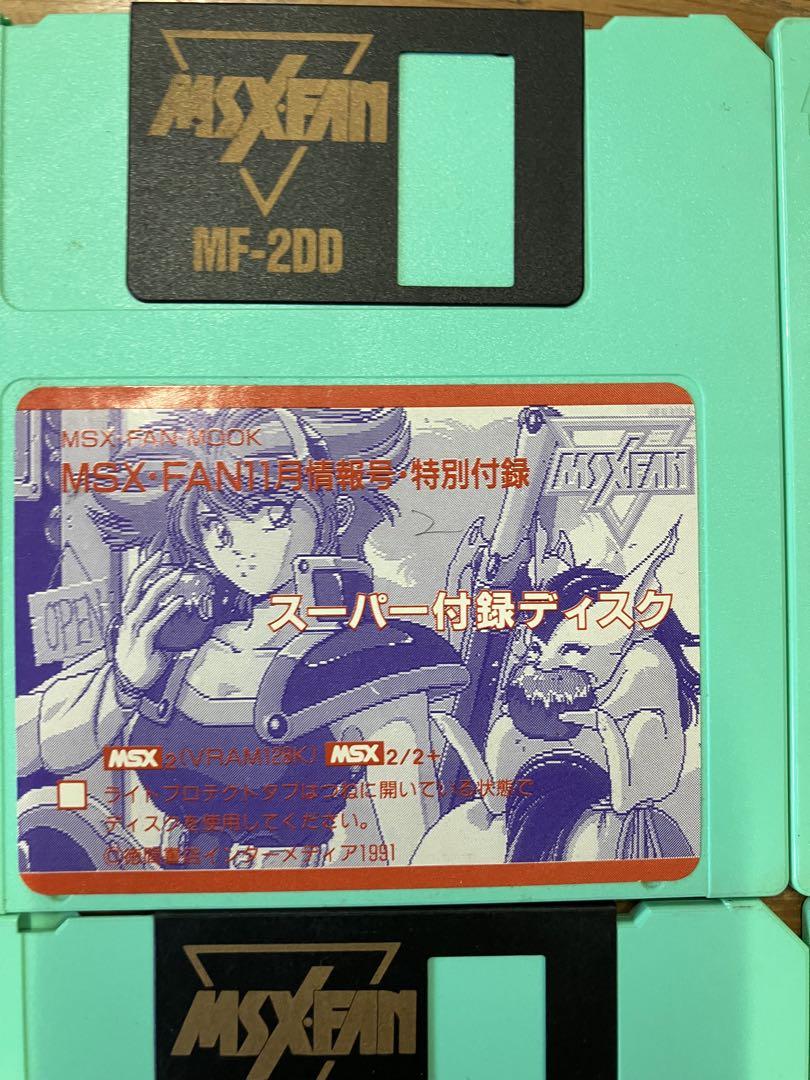 MSX・FAN
MF-2DD
MSX・FAN MOOK
MSX・FAN11月情報号・特別付録
MSX・FAN
2
OPEN
スーパー付録ディスク
MSX2(VRAM128K) MSX2/2+
ライトプロテクトタブはつねに開いている状態で
ディスクを使用してください。
©徳間書店インターメディア1991
MSX・FAN